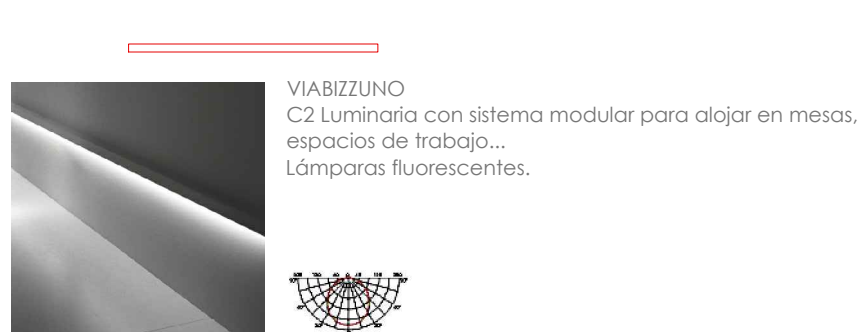 VIABIZZUNO
C2 Luminaria con sistema modular para alojar en mesas,
espacios de trabajo...
Lámparas fluorescentes.